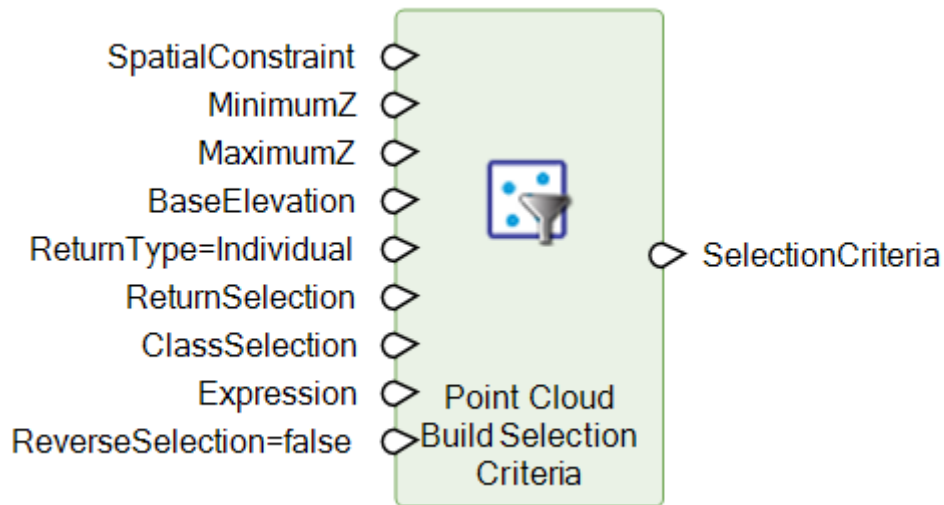 SpatialConstraint
MinimumZ
MaximumZ
BaseElevation
ReturnType=Individual
ReturnSelection
ClassSelection
Expression
ReverseSelection=false
Point Cloud
Build Selection
Criteria
SelectionCriteria